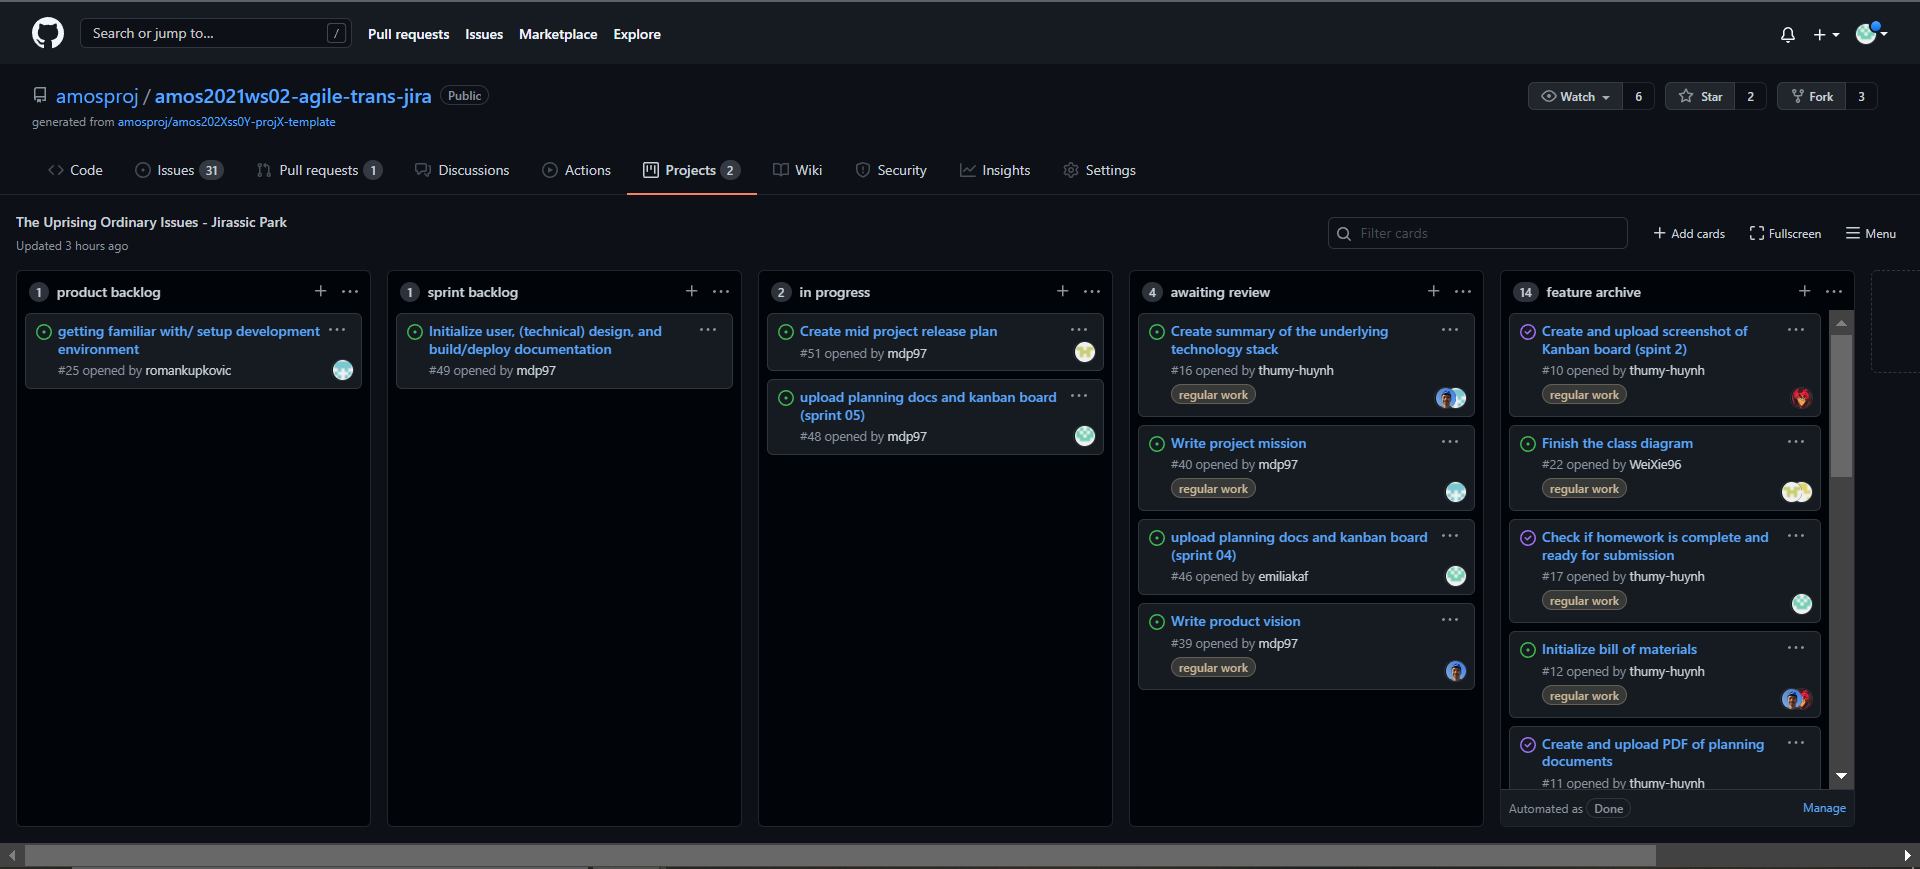 Search or jump to... /
Pull requests Issues Marketplace Explore
amosproj / amos2021ws02-agile-trans-jira Public
generated from amosproj/amos202Xss0Y-projX-template
Watch 6 Star 2 Fork 3
Code Issues 31 Pull requests 1 Discussions Actions Projects 2 Wiki Security Insights Settings
The Uprising Ordinary Issues - Jirassic Park
Updated 3 hours ago
Filter cards
Add cards Fullscreen Menu
1 product backlog
getting familiar with/ setup development
environment
#25 opened by romankupkovic
1 sprint backlog
Initialize user, (technical) design, and
build/deploy documentation
#49 opened by mdp97
2 in progress
Create mid project release plan
#51 opened by mdp97
upload planning docs and kanban board
(sprint 05)
#48 opened by mdp97
4 awaiting review
Create summary of the underlying
technology stack
#16 opened by thumy-huynh
regular work
Write project mission
#40 opened by mdp97
regular work
upload planning docs and kanban board
(sprint 04)
#46 opened by emiliakaf
Write product vision
#39 opened by mdp97
regular work
14 feature archive
Create and upload screenshot of
Kanban board (spint 2)
#10 opened by thumy-huynh
regular work
Finish the class diagram
#22 opened by WeiXie96
regular work
Check if homework is complete and
ready for submission
#17 opened by thumy-huynh
regular work
Initialize bill of materials
#12 opened by thumy-huynh
regular work
Create and upload PDF of planning
documents
#11 opened by thumy-huynh
Automated as Done Manage